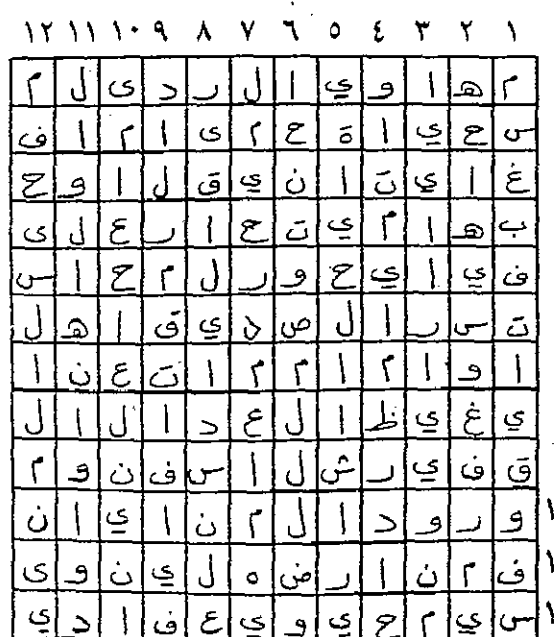 ١ ٢ ٣ ٤ ٥ ٦ ٧ ٨ ٩ ١٠ ١١ ١٢
م ه ا و ي ا ل ر د ى ل م
س ح ي ا ة ح م ى ا م ا ف
غ ا ي ت ا ن ي ق ل ا و ح
ب ه ا م ي ت ح ا ر ع ل ى
ف ي ا ي ح و ر ل م ح ا س
ت س ر ا ل ص د ي ق ا ه ل
ا و ا م ا م م ا ت ع ن ا
ي غ ي ظ ا ل ع د ا ل ا ل
ق ف ي ر ش ل ا س ف ن و م
و ر و د ا ل م ن ا ي ا ن
ف م ن ا ر ض ه ل ي ن و ى
س ي م ح ي و ي ع ف ا د ي